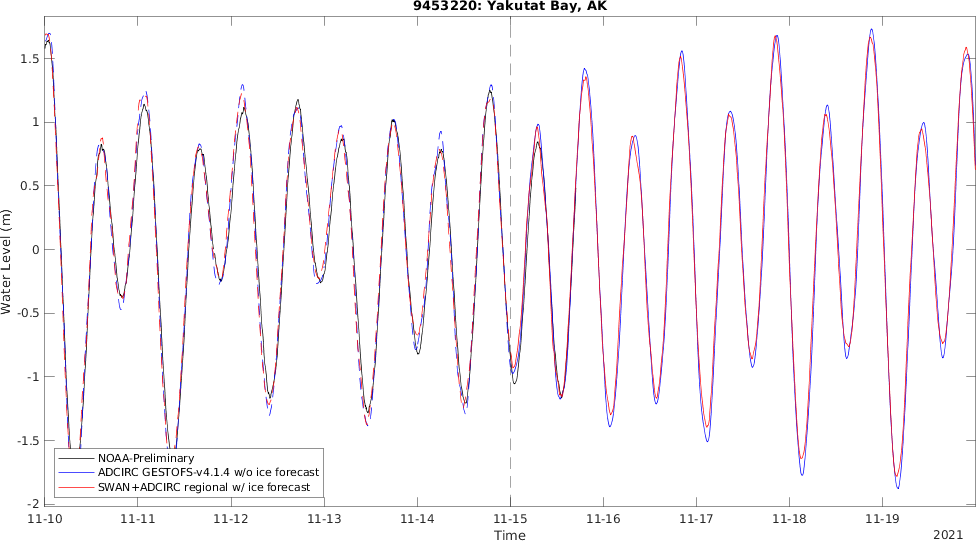 9453220: Yakutat Bay, AK
Water Level (m)
1.5
1
0.5
0
-0.5
-1
-1.5
-2
NOAA-Preliminary
ADCIRC GESTOFS-v4.1.4 w/o ice forecast
SWAN+ADCIRC regional w/ ice forecast
11-10 11-11 11-12 11-13 11-14 11-15 11-16 11-17 11-18 11-19
Time
2021